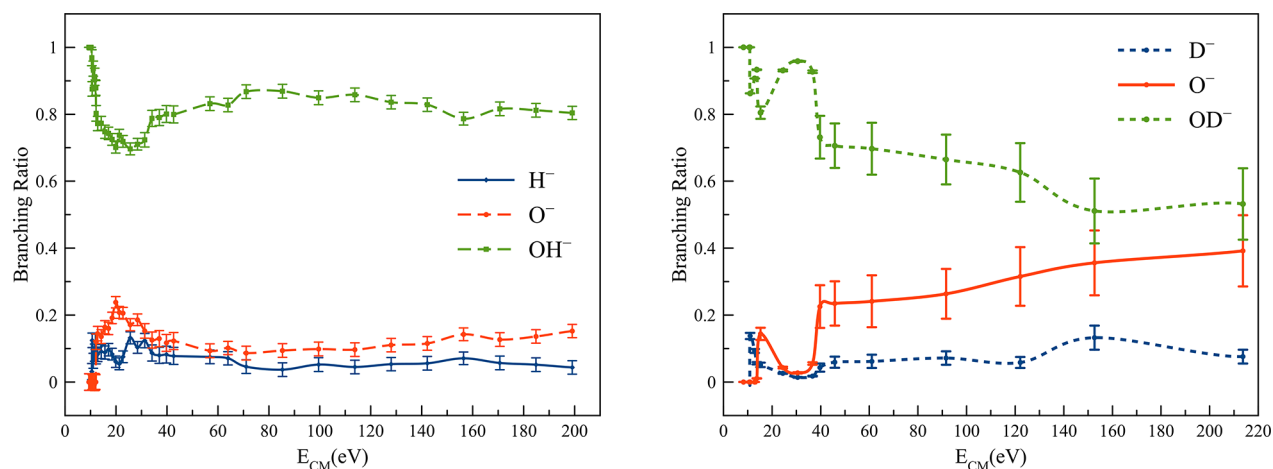 1
0.8
0.6
0.4
0.2
0
Branching Ratio
H⁻
O⁻
OH⁻
0 20 40 60 80 100 120 140 160 180 200
E_CM(eV)
1
0.8
0.6
0.4
0.2
0
Branching Ratio
D⁻
O⁻
OD⁻
0 20 40 60 80 100 120 140 160 180 200 220
E_CM(eV)